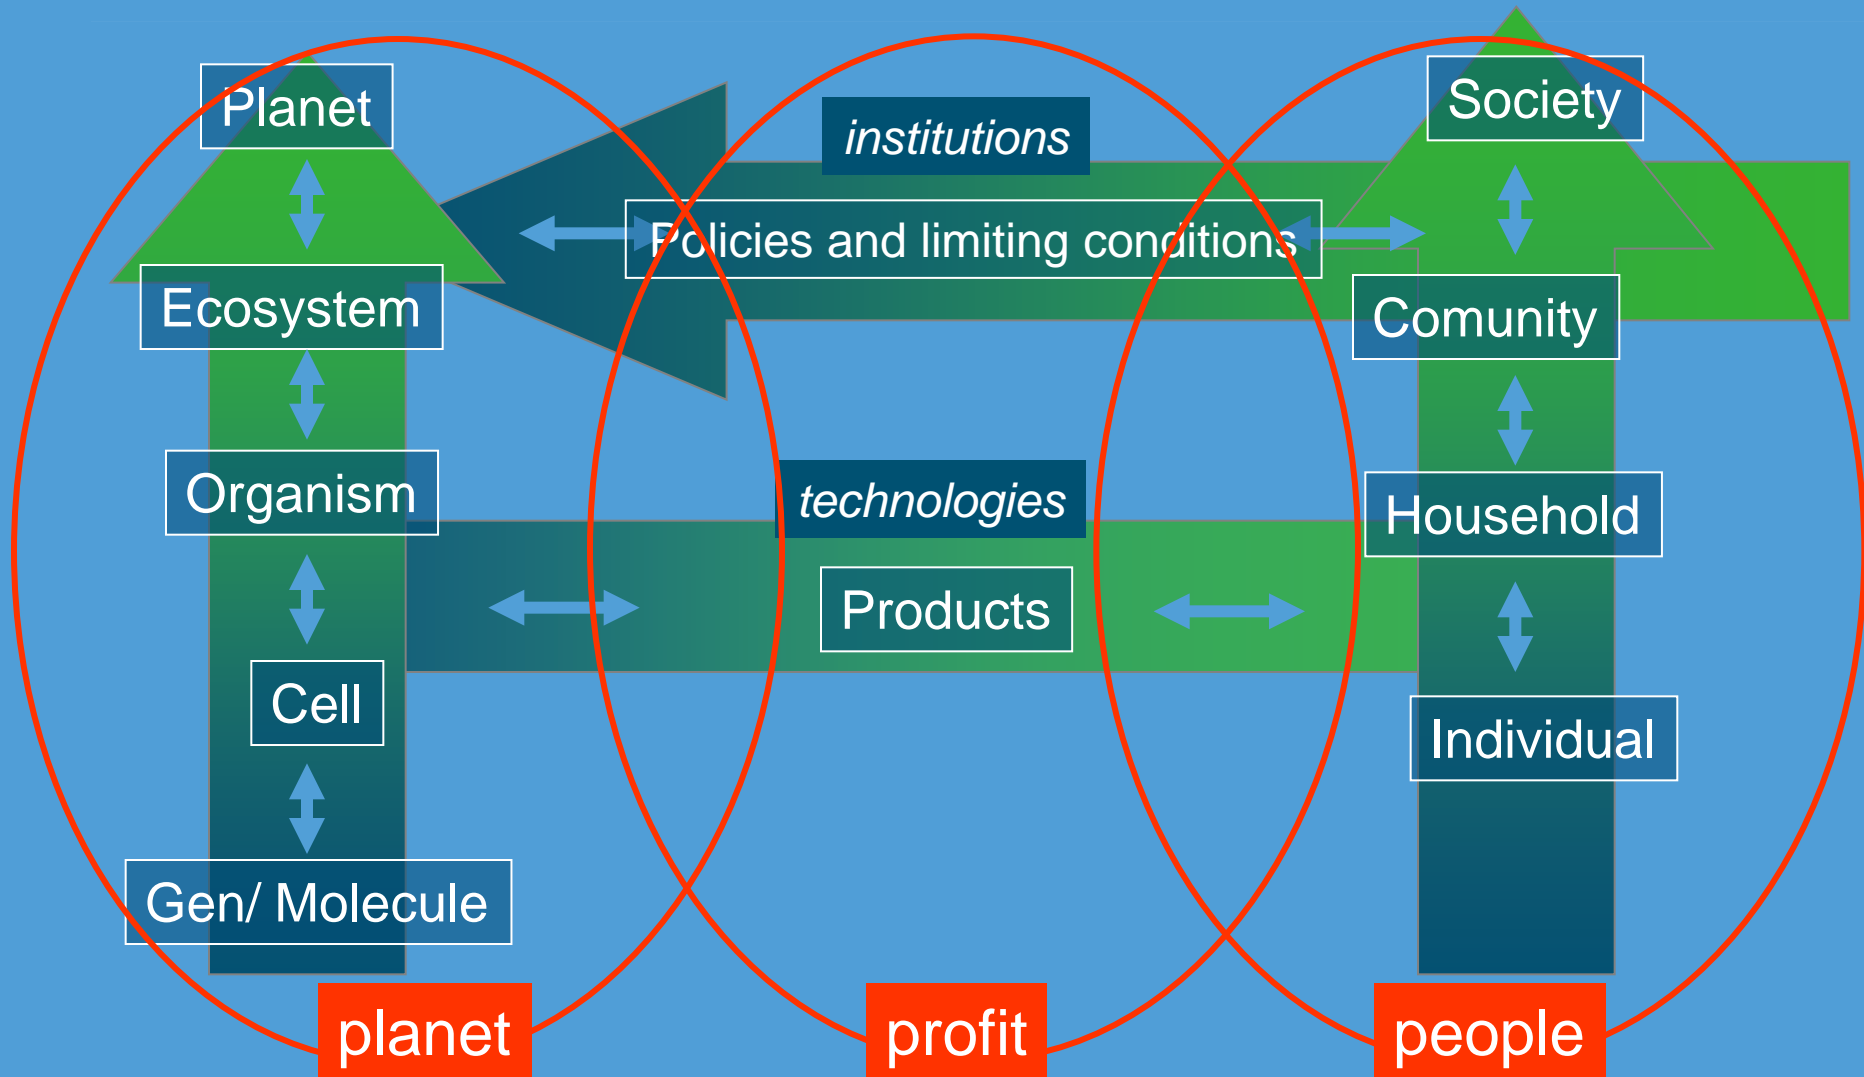 Planet
Society
institutions
Policies and limiting conditions
Ecosystem
Comunity
Organism
technologies
Household
Products
Cell
Individual
Gen/ Molecule
planet
profit
people